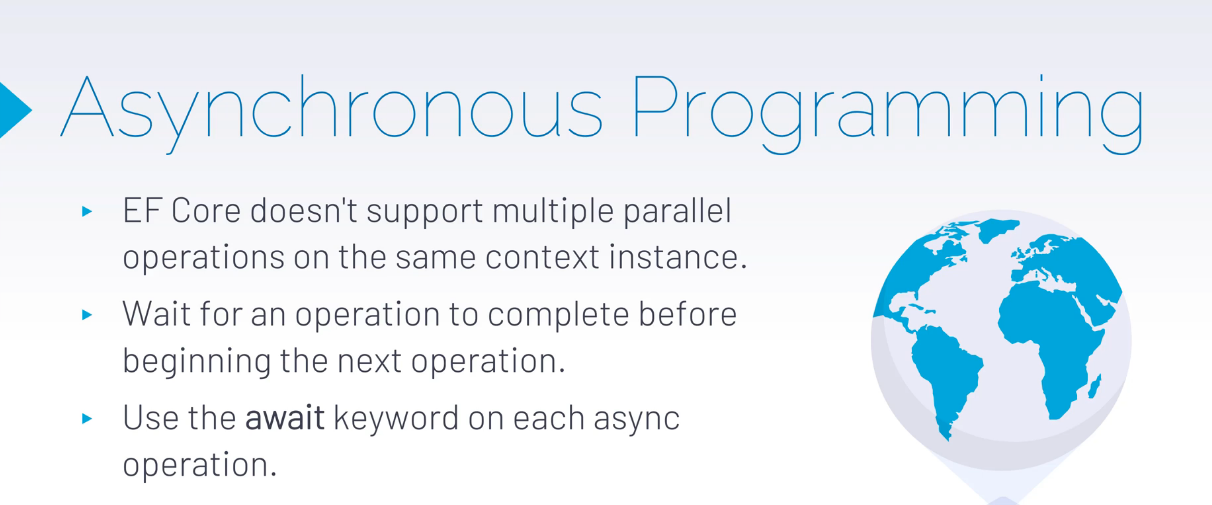 Asynchronous Programming
EF Core doesn't support multiple parallel
operations on the same context instance.
Wait for an operation to complete before
beginning the next operation.
Use the await keyword on each async
operation.